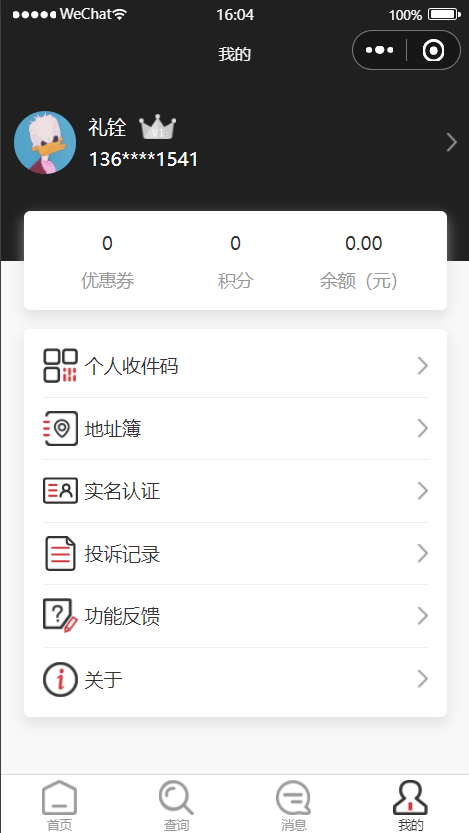 WeChat 16:04 100%
我的
礼铨 V1
136****1541
0 0 0.00
优惠券 积分 余额（元）
个人收件码
地址簿
实名认证
投诉记录
功能反馈
关于
首页 查询 消息 我的